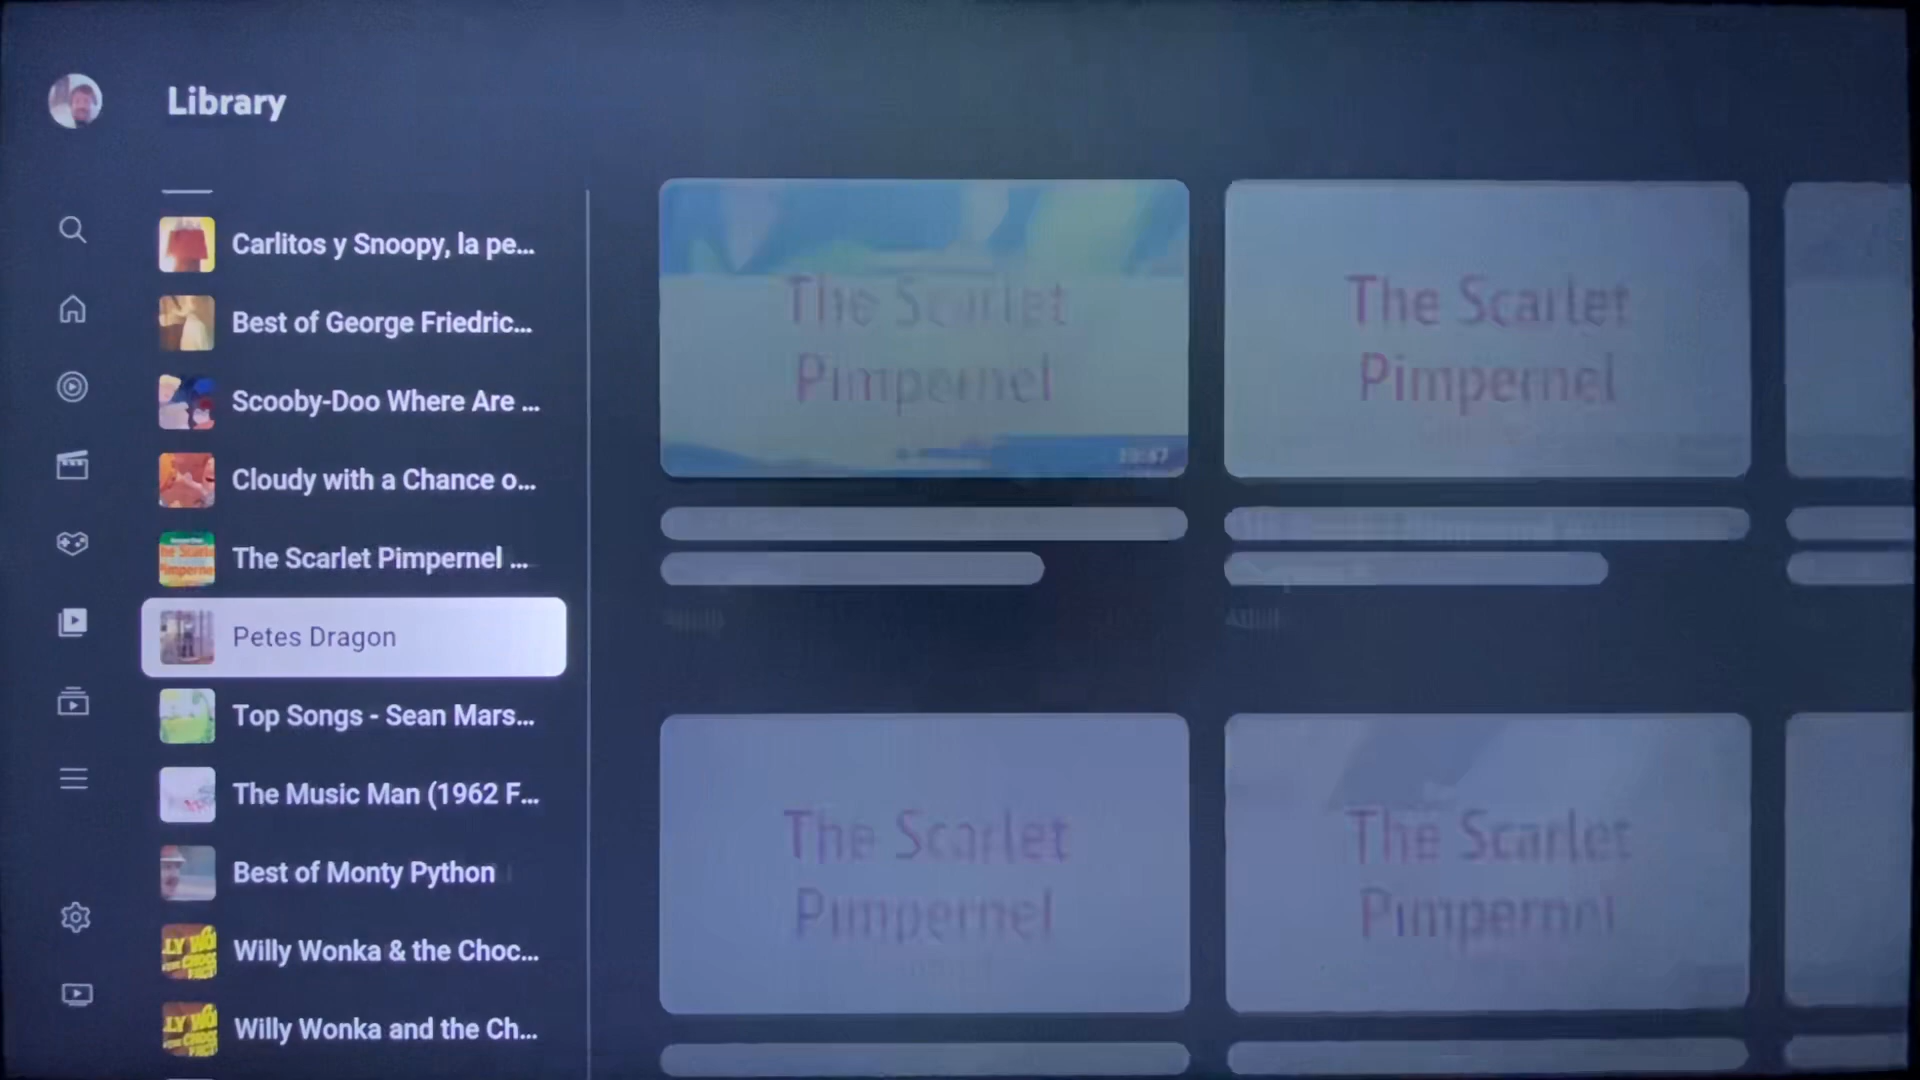 Library
Carlitos y Snoopy, la pe...
Best of George Friedric...
Scooby-Doo Where Are ...
Cloudy with a Chance o...
The Scarlet Pimpernel ...
Petes Dragon
Top Songs - Sean Mars...
The Music Man (1962 F...
Best of Monty Python
Willy Wonka & the Choc...
Willy Wonka and the Ch...
The Scarlet
Pimpernel
The Scarlet
Pimpernel
The Scarlet
Pimpernel
The Scarlet
Pimpernel